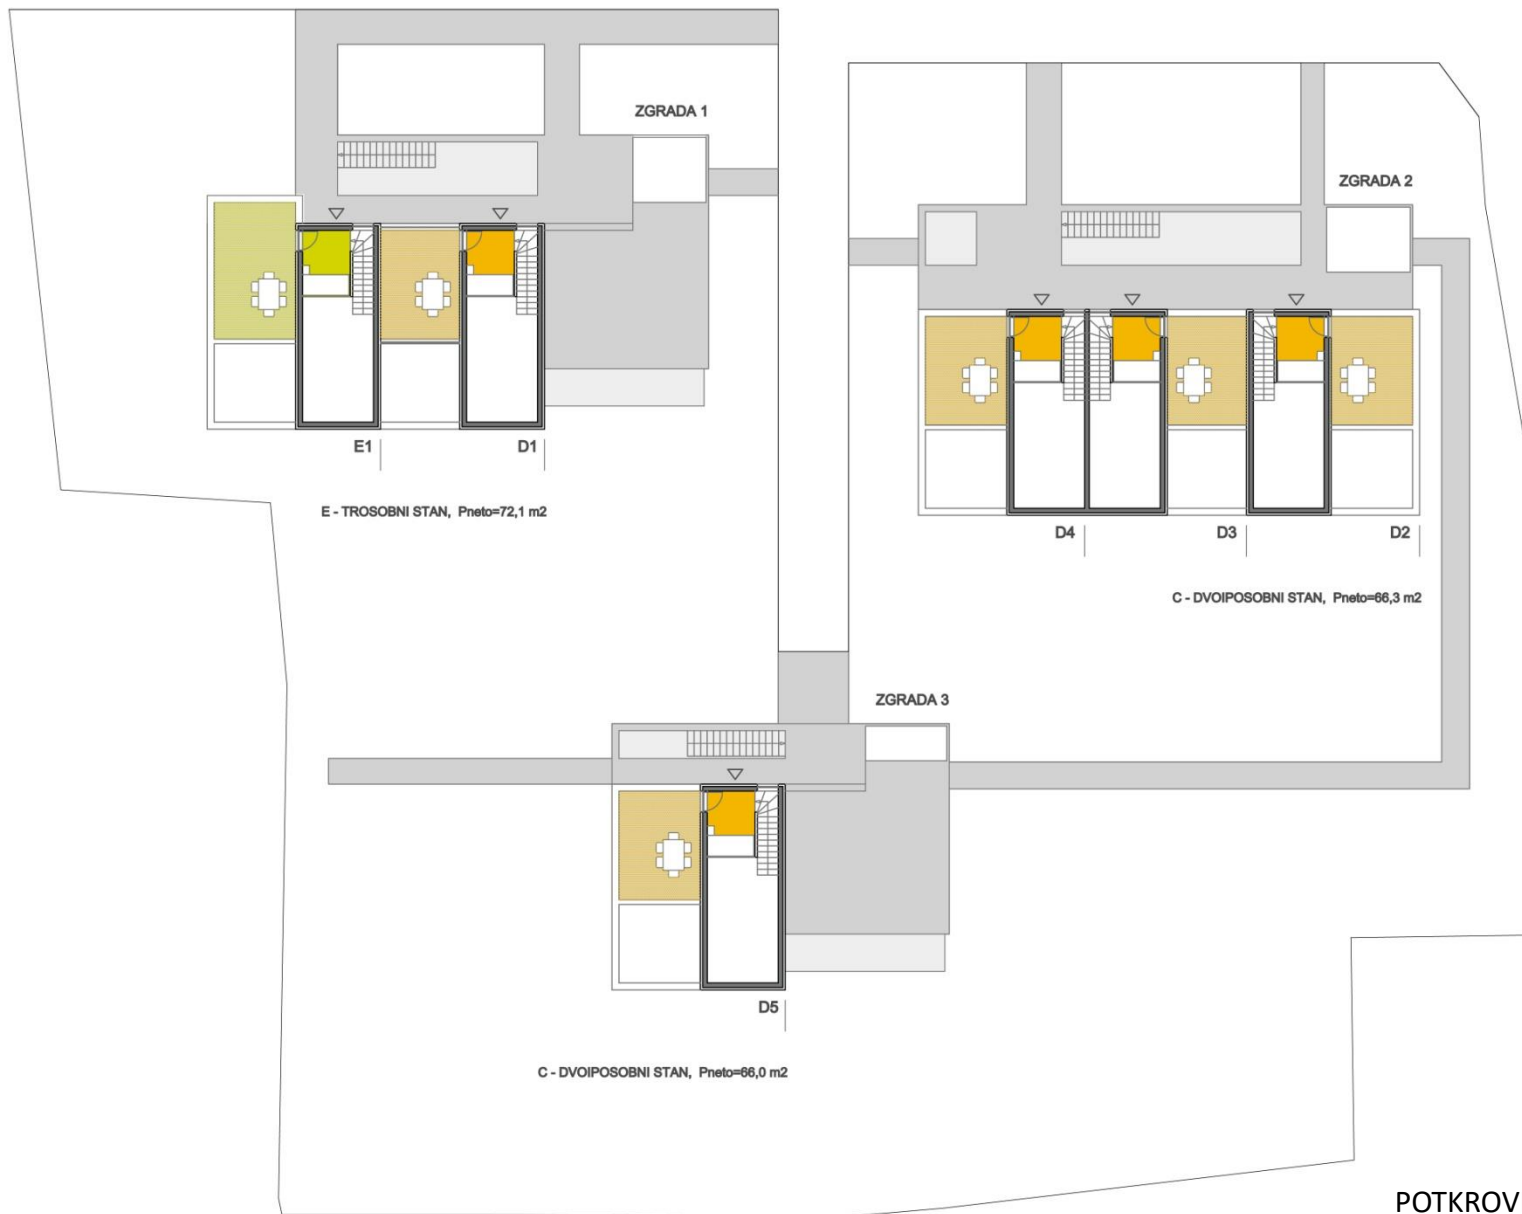 ZGRADA 1
ZGRADA 2
E1
D1
E - TROSOBNI STAN, Pneto=72,1 m2
D4
D3
D2
C - DVOIPOSOBNI STAN, Pneto=66,3 m2
ZGRADA 3
D5
C - DVOIPOSOBNI STAN, Pneto=66,0 m2
POTKROV